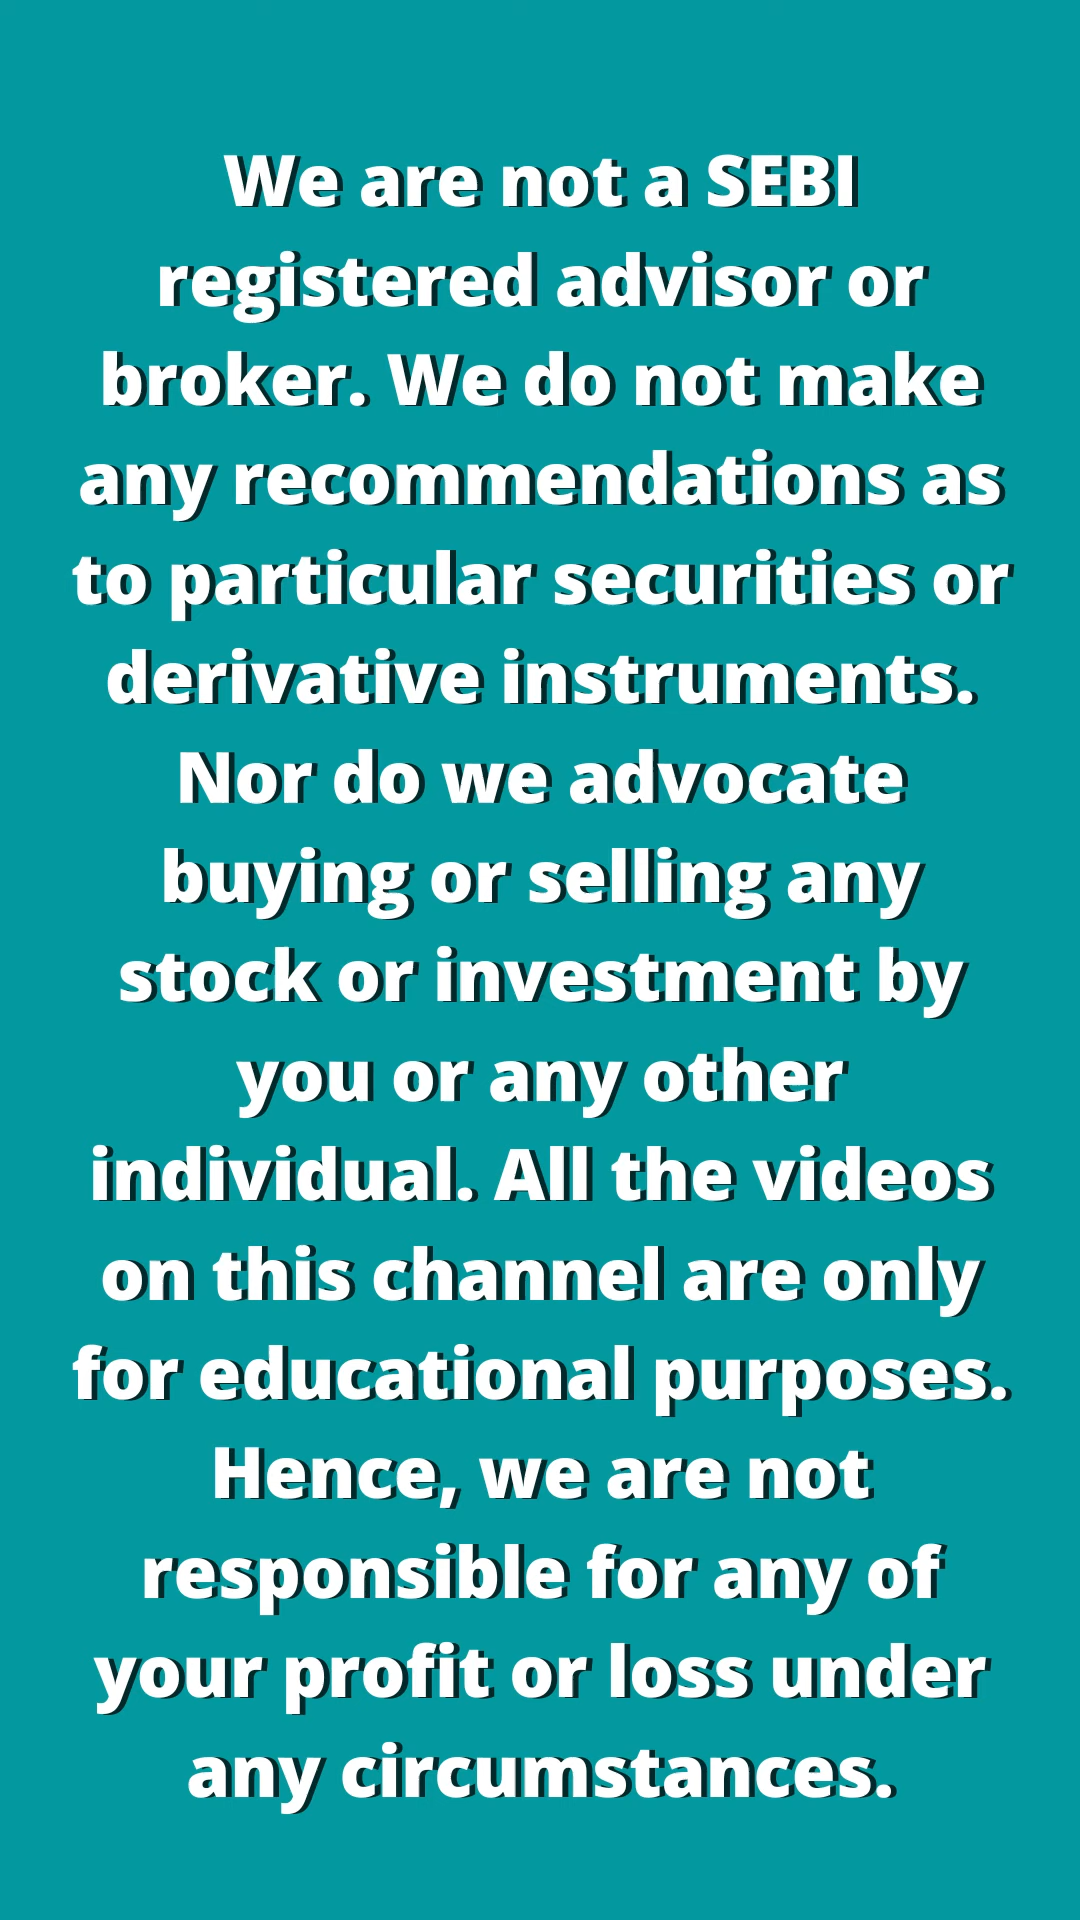 We are not a SEBI
registered advisor or
broker. We do not make
any recommendations as
to particular securities or
derivative instruments.
Nor do we advocate
buying or selling any
stock or investment by
you or any other
individual. All the videos
on this channel are only
for educational purposes.
Hence, we are not
responsible for any of
your profit or loss under
any circumstances.